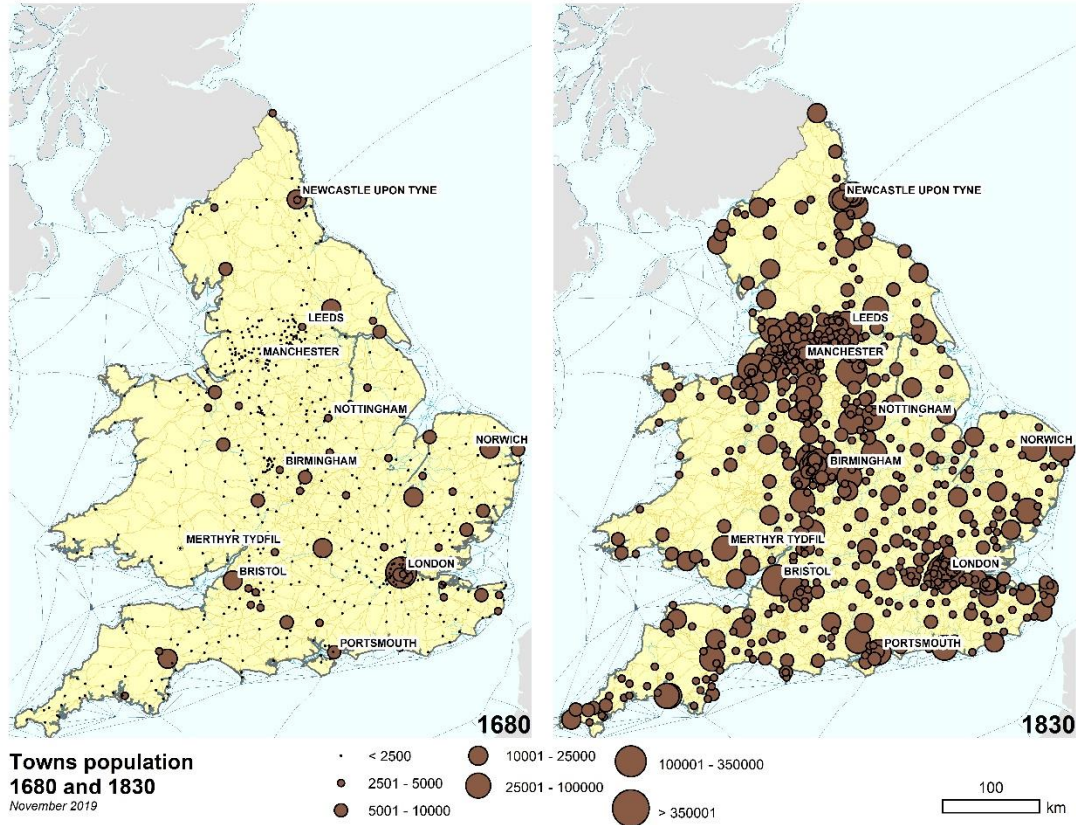 NEWCASTLE UPON TYNE
LEEDS
MANCHESTER
NOTTINGHAM
NORWICH
BIRMINGHAM
MERTHYR TYDFIL
BRISTOL
LONDON
PORTSMOUTH
1680
NEWCASTLE UPON TYNE
LEEDS
MANCHESTER
NOTTINGHAM
NORWICH
BIRMINGHAM
MERTHYR TYDFIL
BRISTOL
LONDON
PORTSMOUTH
1830
Towns population
1680 and 1830
November 2019
< 2500
2501 - 5000
5001 - 10000
10001 - 25000
25001 - 100000
100001 - 350000
> 350001
100
km